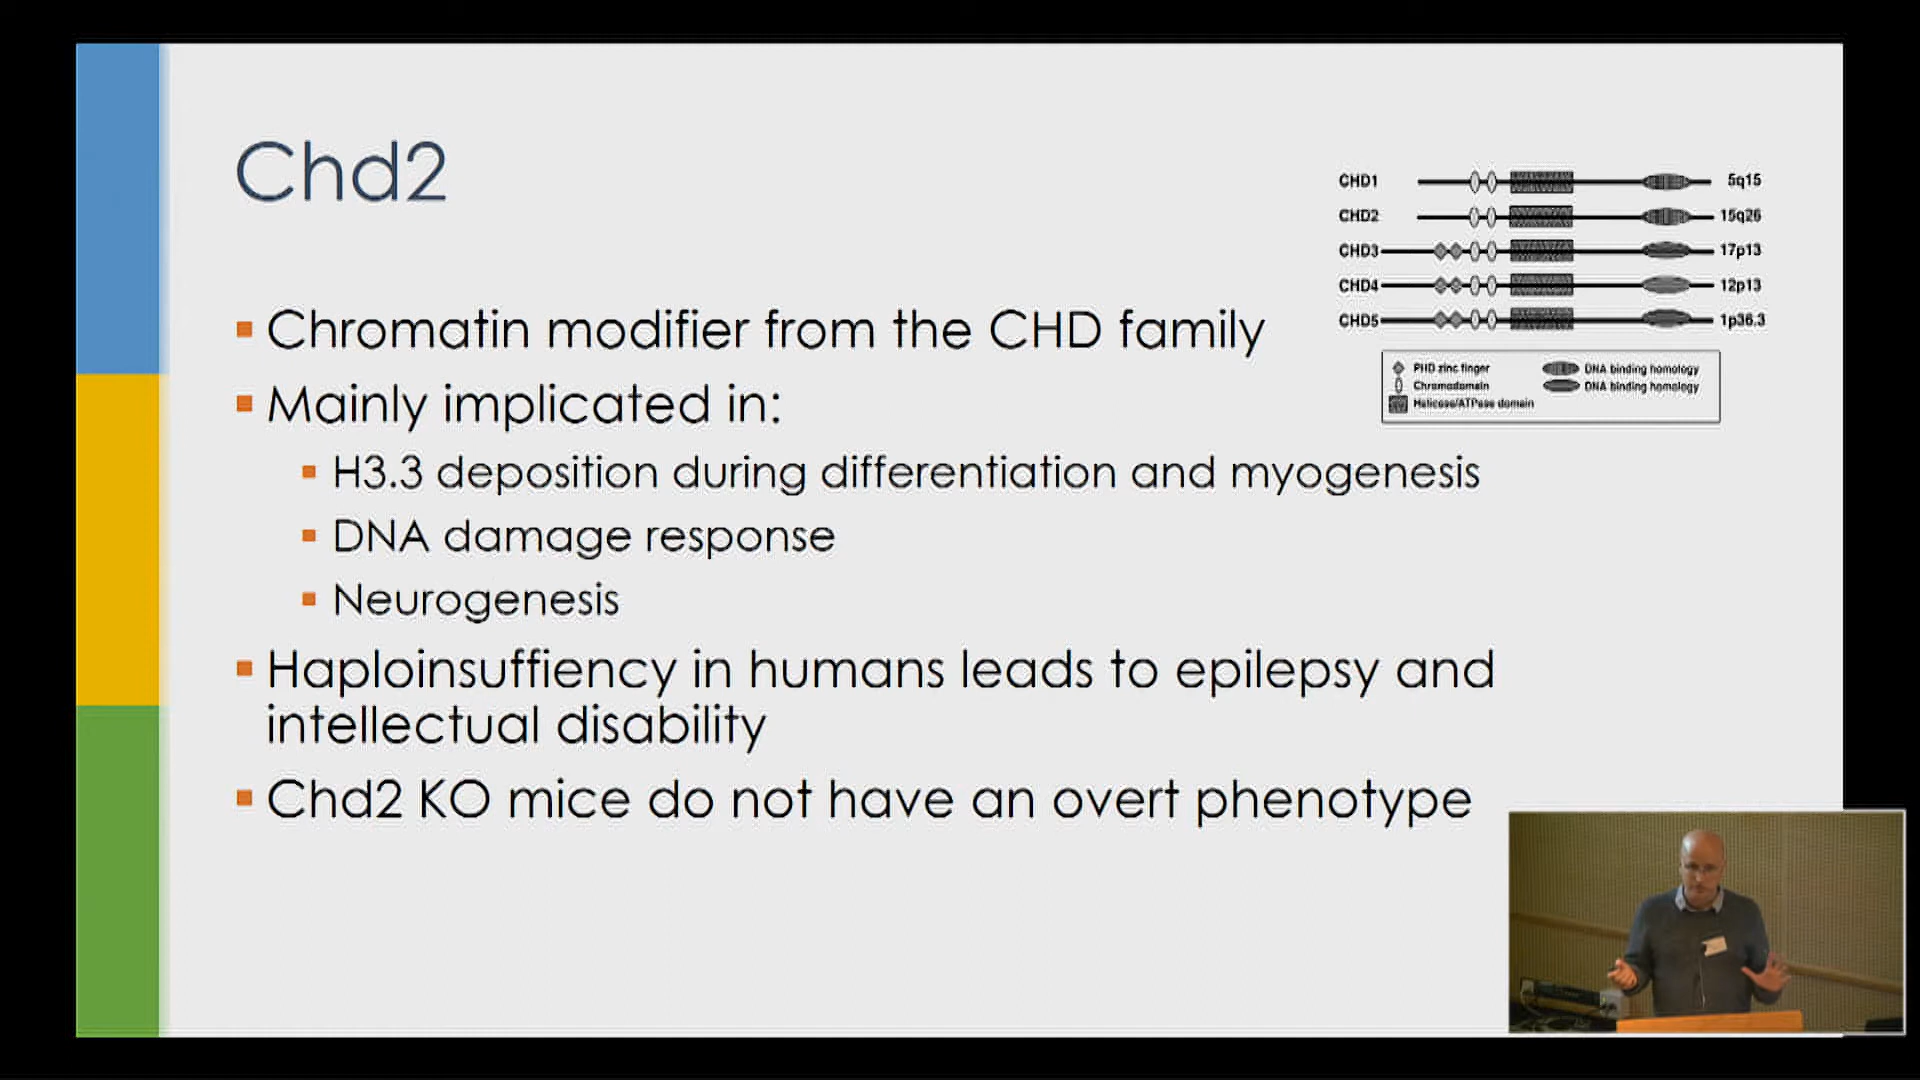 Chd2
CHD1 5q15
CHD2 15q26
CHD3 17p13
CHD4 12p13
CHD5 1p36.3
PHD zinc finger DNA binding homology
Chromodomain DNA binding homology
Helicase/ATPase domain
Chromatin modifier from the CHD family
Mainly implicated in:
H3.3 deposition during differentiation and myogenesis
DNA damage response
Neurogenesis
Haploinsuffiency in humans leads to epilepsy and
intellectual disability
Chd2 KO mice do not have an overt phenotype